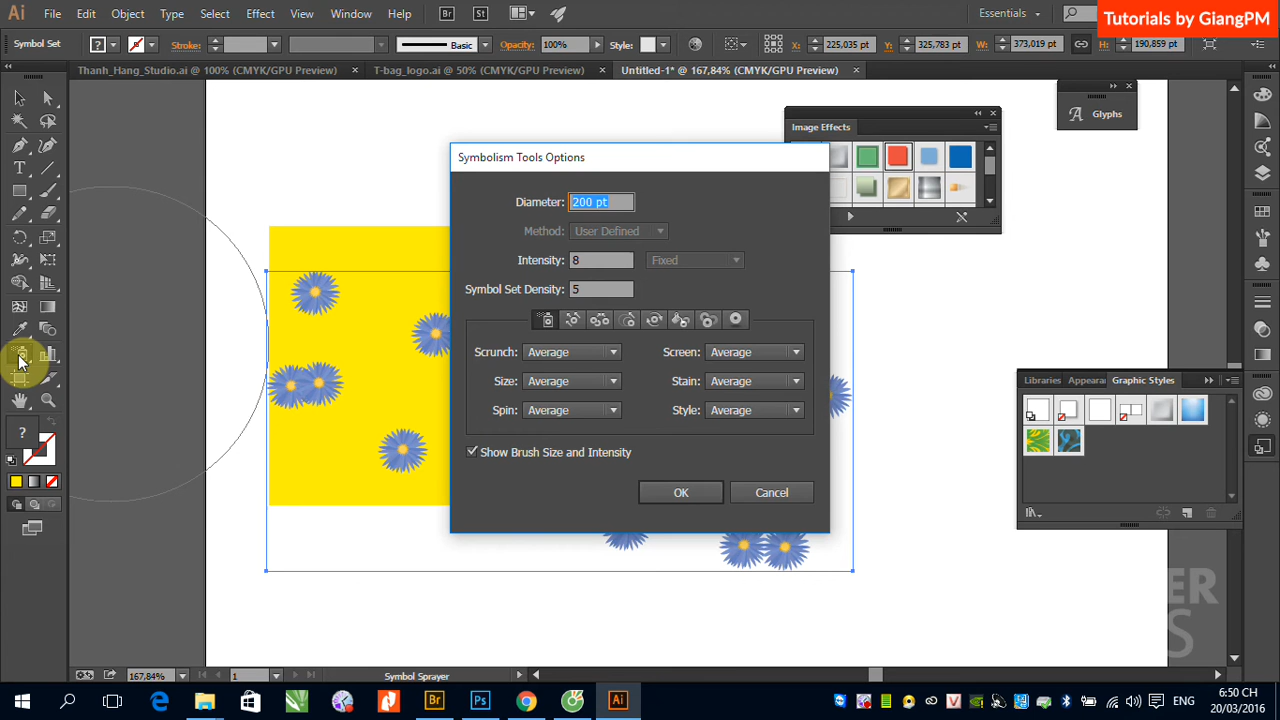 Ai File Edit Object Type Select Effect View Window Help Br St Essentials
Tutorials by GiangPM
Symbol Set ? Stroke: Basic Opacity: 100% Style: X: 225,035 pt Y: 325,783 pt W: 373,019 pt H: 190,859 pt
Thanh_Hang_Studio.ai @ 100% (CMYK/GPU Preview) × T-bag_logo.ai @ 50% (CMYK/GPU Preview) × Untitled-1* @ 167,84% (CMYK/GPU Preview) ×
Glyphs
Image Effects
Symbolism Tools Options
Diameter: 200 pt
Method: User Defined
Intensity: 8 Fixed
Symbol Set Density: 5
Scrunch: Average Screen: Average
Size: Average Stain: Average
Spin: Average Style: Average
Show Brush Size and Intensity
OK Cancel
Libraries Appearar Graphic Styles
?
167,84% 1 Symbol Sprayer
Br Ps Ai
ENG
6:50 CH
20/03/2016